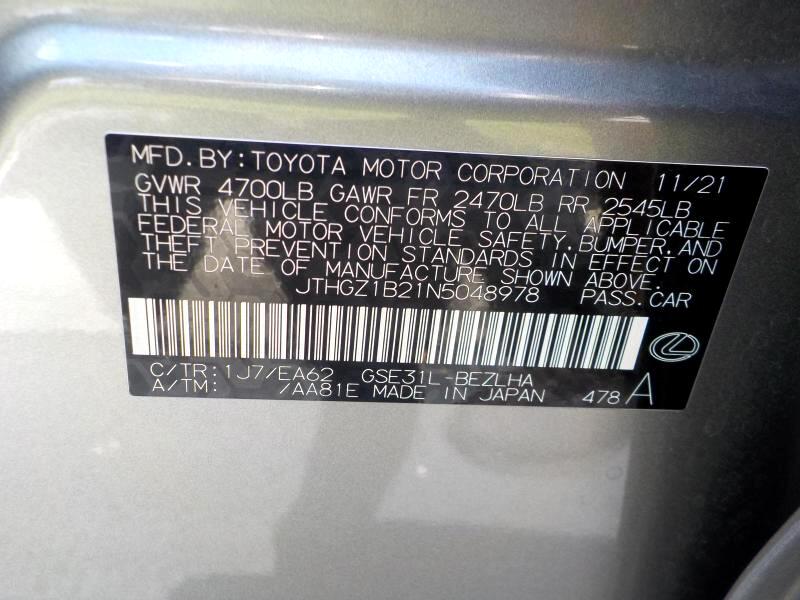 MFD.BY:TOYOTA MOTOR CORPORATION 11/21
GVWR 4700LB GAWR FR 2470LB RR 2545LB
THIS VEHICLE CONFORMS TO ALL APPLICABLE
FEDERAL MOTOR VEHICLE SAFETY,BUMPER,AND
THEFT PREVENTION STANDARDS IN EFFECT ON
THE DATE OF MANUFACTURE SHOWN ABOVE.
JTHGZ1B21N5048978 PASS.CAR
C/TR:1J7/EA62 GSE31L-BEZLHA
A/TM: /AA81E MADE IN JAPAN 478 A